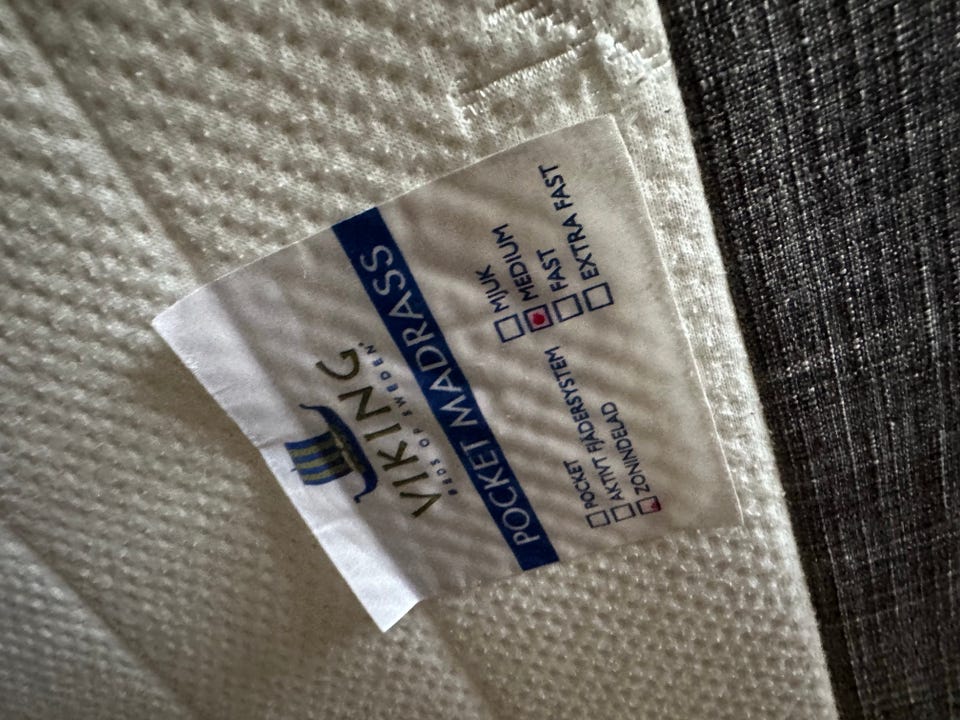 VIKING
BEDS OF SWEDEN
POCKET MADRASS
POCKET
AKTIVT FJÄDERSYSTEM
ZONINDELAD
MJUK
MEDIUM
FAST
EXTRA FAST